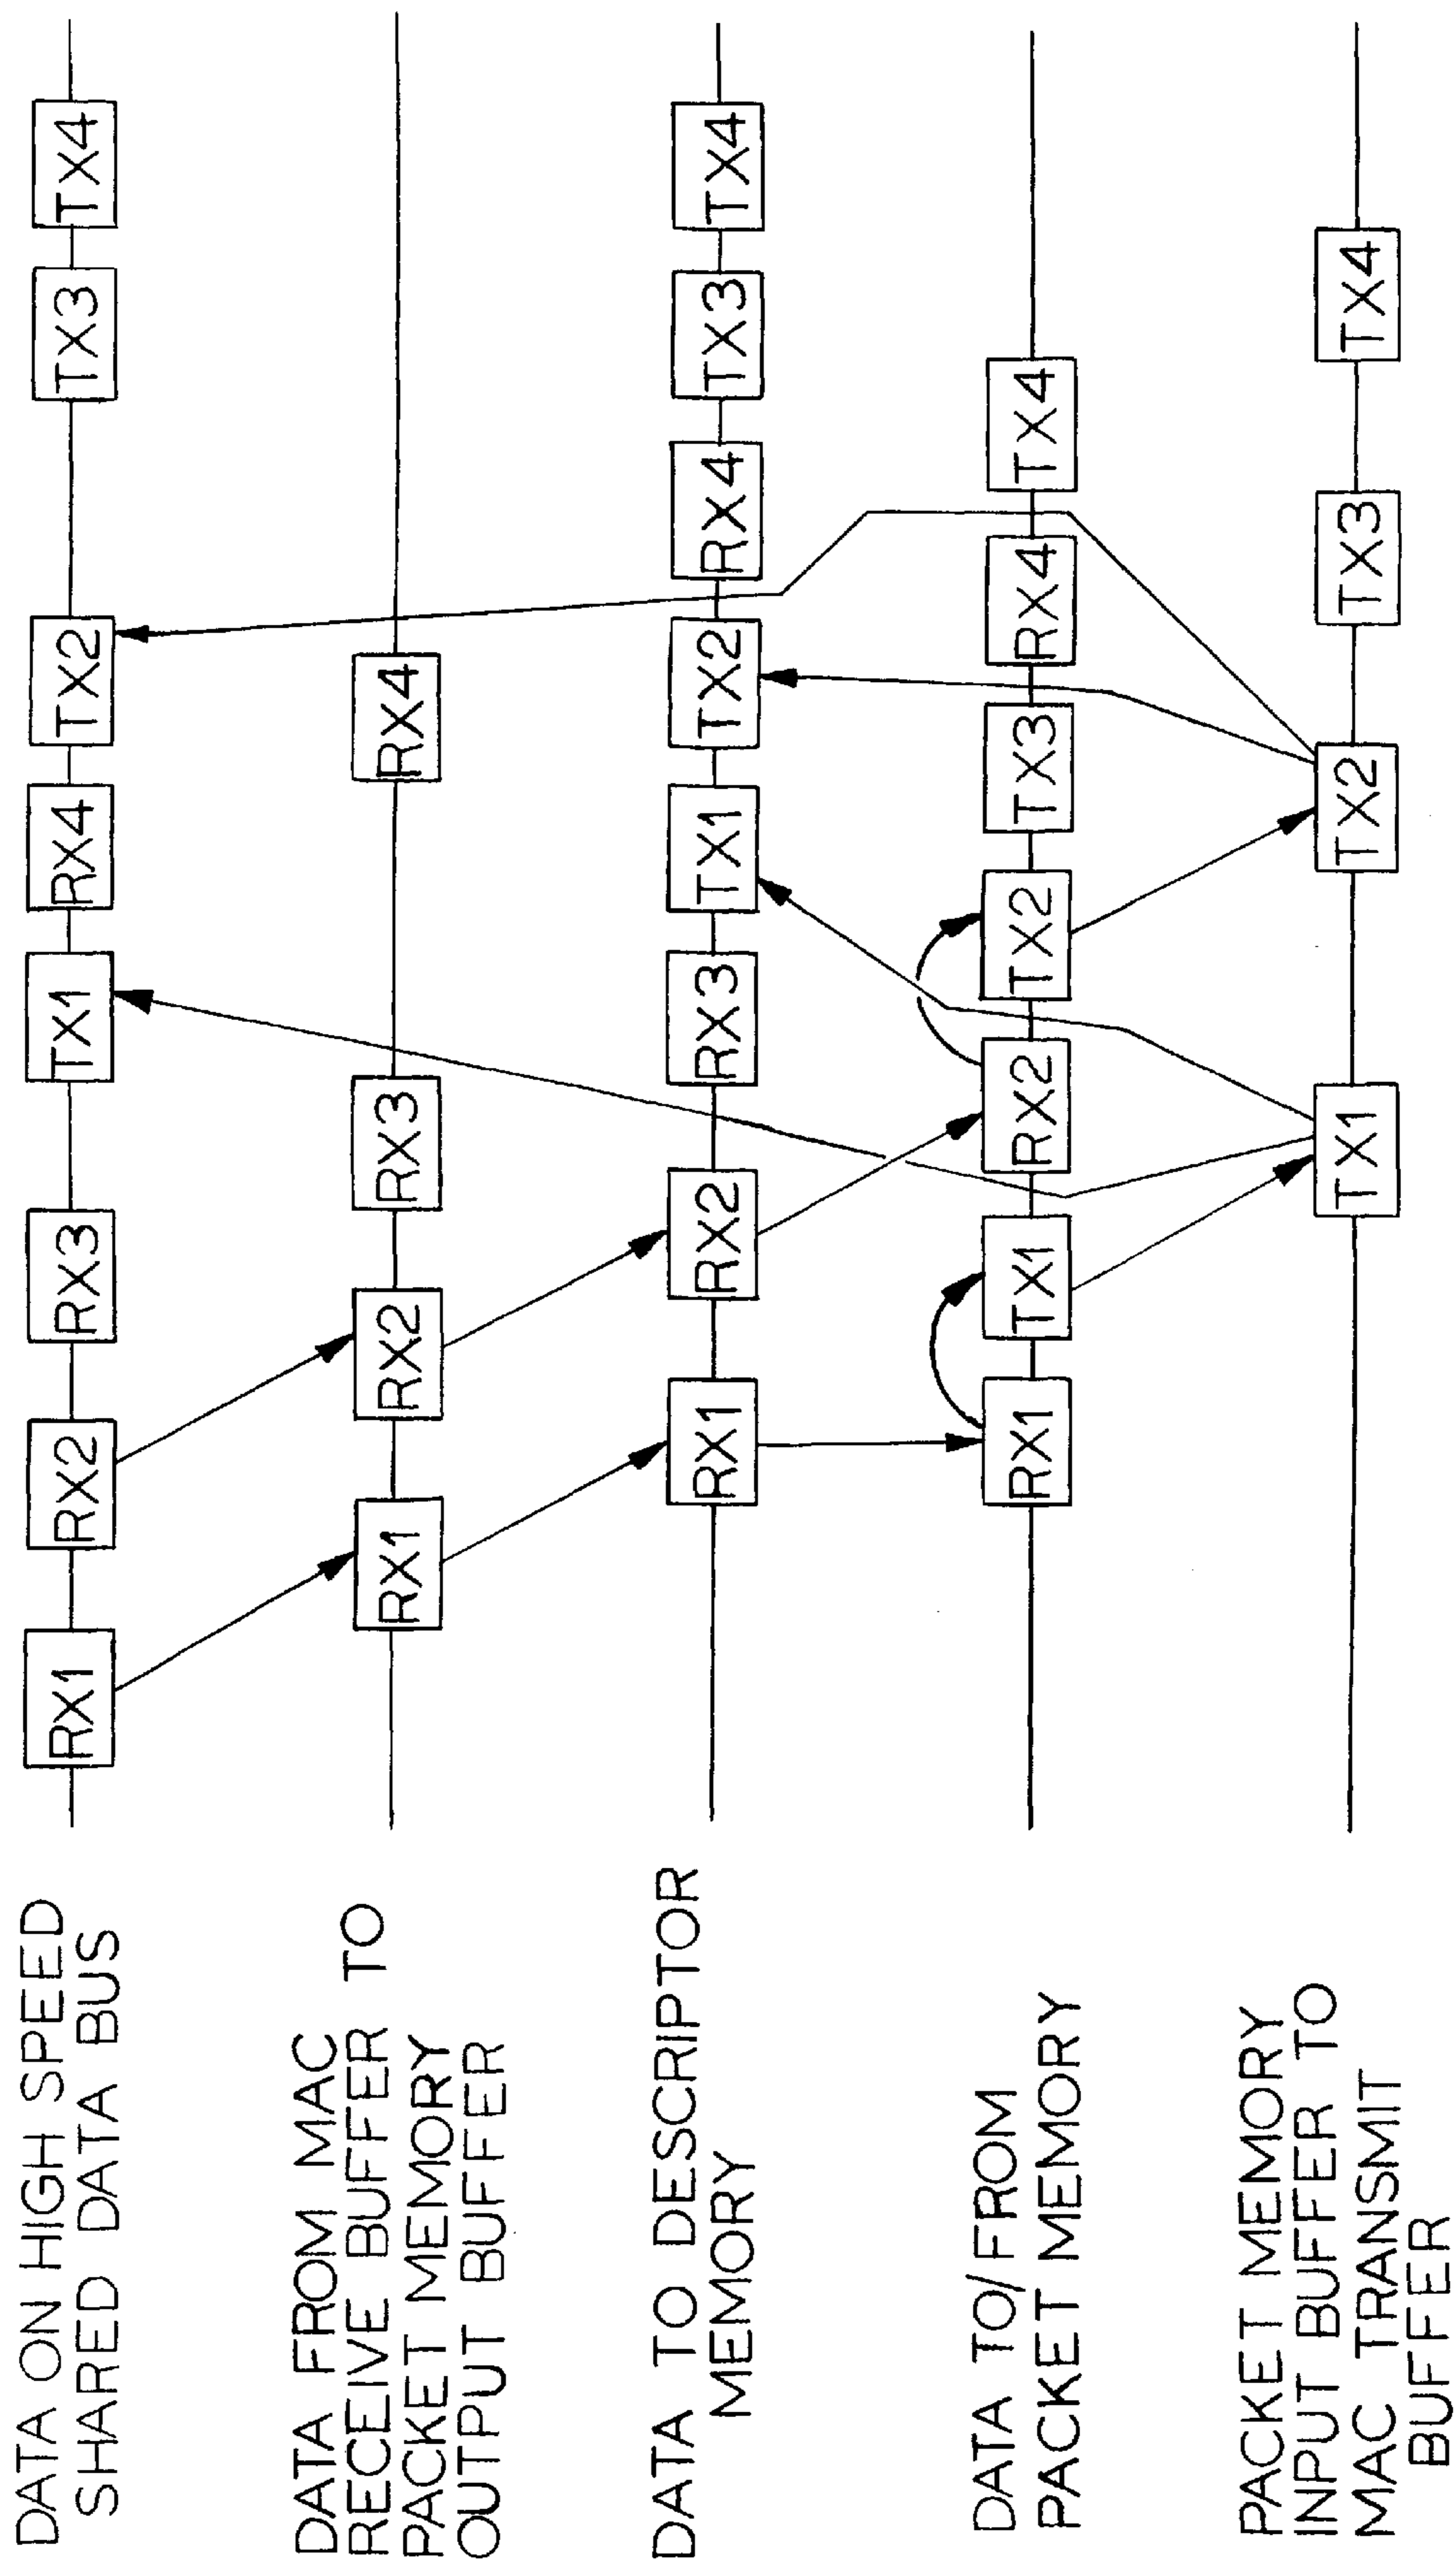 DATA ON HIGH SPEED
SHARED DATA BUS
RX1 RX2 RX3 TX1 RX4 TX2 TX3 TX4
DATA FROM MAC
RECEIVE BUFFER TO
PACKET MEMORY
OUTPUT BUFFER
RX1 RX2 RX3 RX4
DATA TO DESCRIPTOR
MEMORY
RX1 RX2 RX3 TX1 TX2 RX4 TX3 TX4
DATA TO/FROM
PACKET MEMORY
RX1 TX1 RX2 TX2 TX3 RX4 TX4
PACKET MEMORY
INPUT BUFFER TO
MAC TRANSMIT
BUFFER
TX1 TX2 TX3 TX4